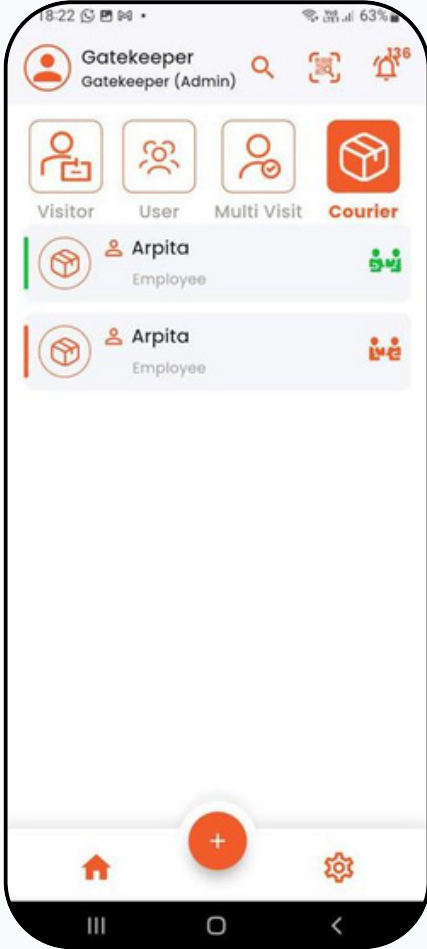 18:22 63%
Gatekeeper
Gatekeeper (Admin)
136
Visitor User Multi Visit Courier
Arpita
Employee
Arpita
Employee